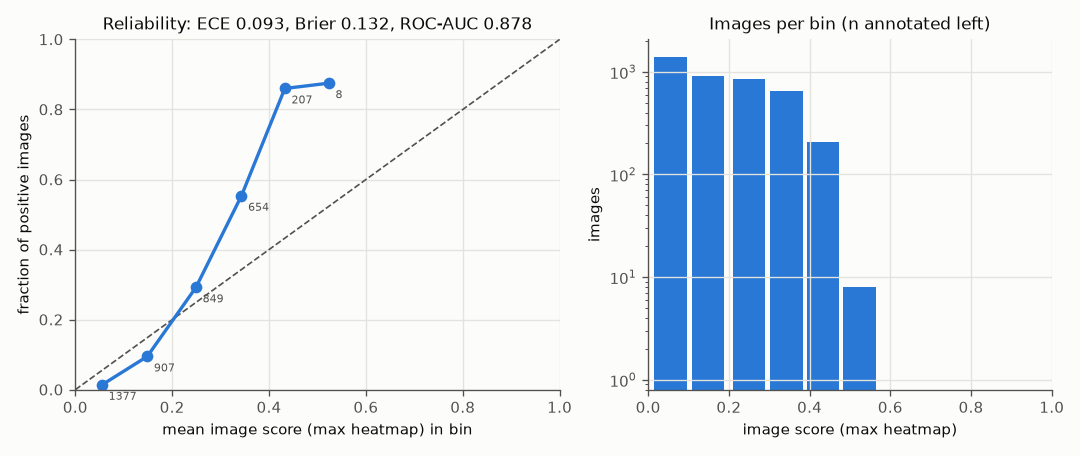 Reliability: ECE 0.093, Brier 0.132, ROC-AUC 0.878
1.0
0.8
0.6
0.4
0.2
0.0
fraction of positive images
1377
907
849
654
207
8
0.0 0.2 0.4 0.6 0.8 1.0
mean image score (max heatmap) in bin
Images per bin (n annotated left)
10³
10²
10¹
10⁰
images
0.0 0.2 0.4 0.6 0.8 1.0
image score (max heatmap)